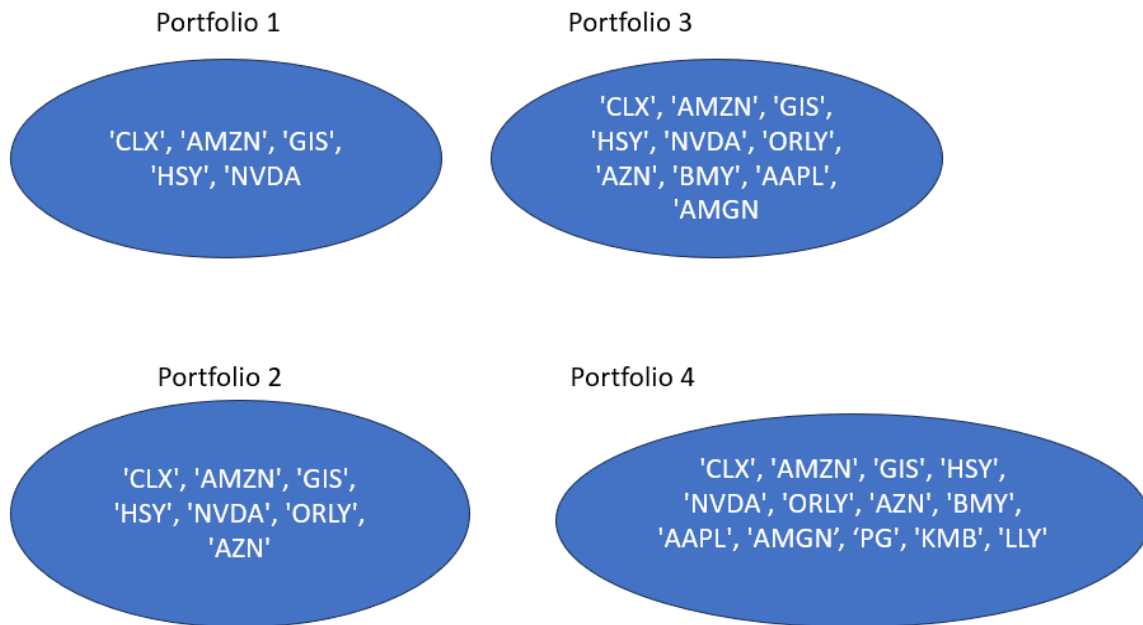 Portfolio 1
'CLX', 'AMZN', 'GIS',
'HSY', 'NVDA
Portfolio 3
'CLX', 'AMZN', 'GIS',
'HSY', 'NVDA', 'ORLY',
'AZN', 'BMY', 'AAPL',
'AMGN
Portfolio 2
'CLX', 'AMZN', 'GIS',
'HSY', 'NVDA', 'ORLY',
'AZN'
Portfolio 4
'CLX', 'AMZN', 'GIS', 'HSY',
'NVDA', 'ORLY', 'AZN', 'BMY',
'AAPL', 'AMGN’, ‘PG', 'KMB', 'LLY'